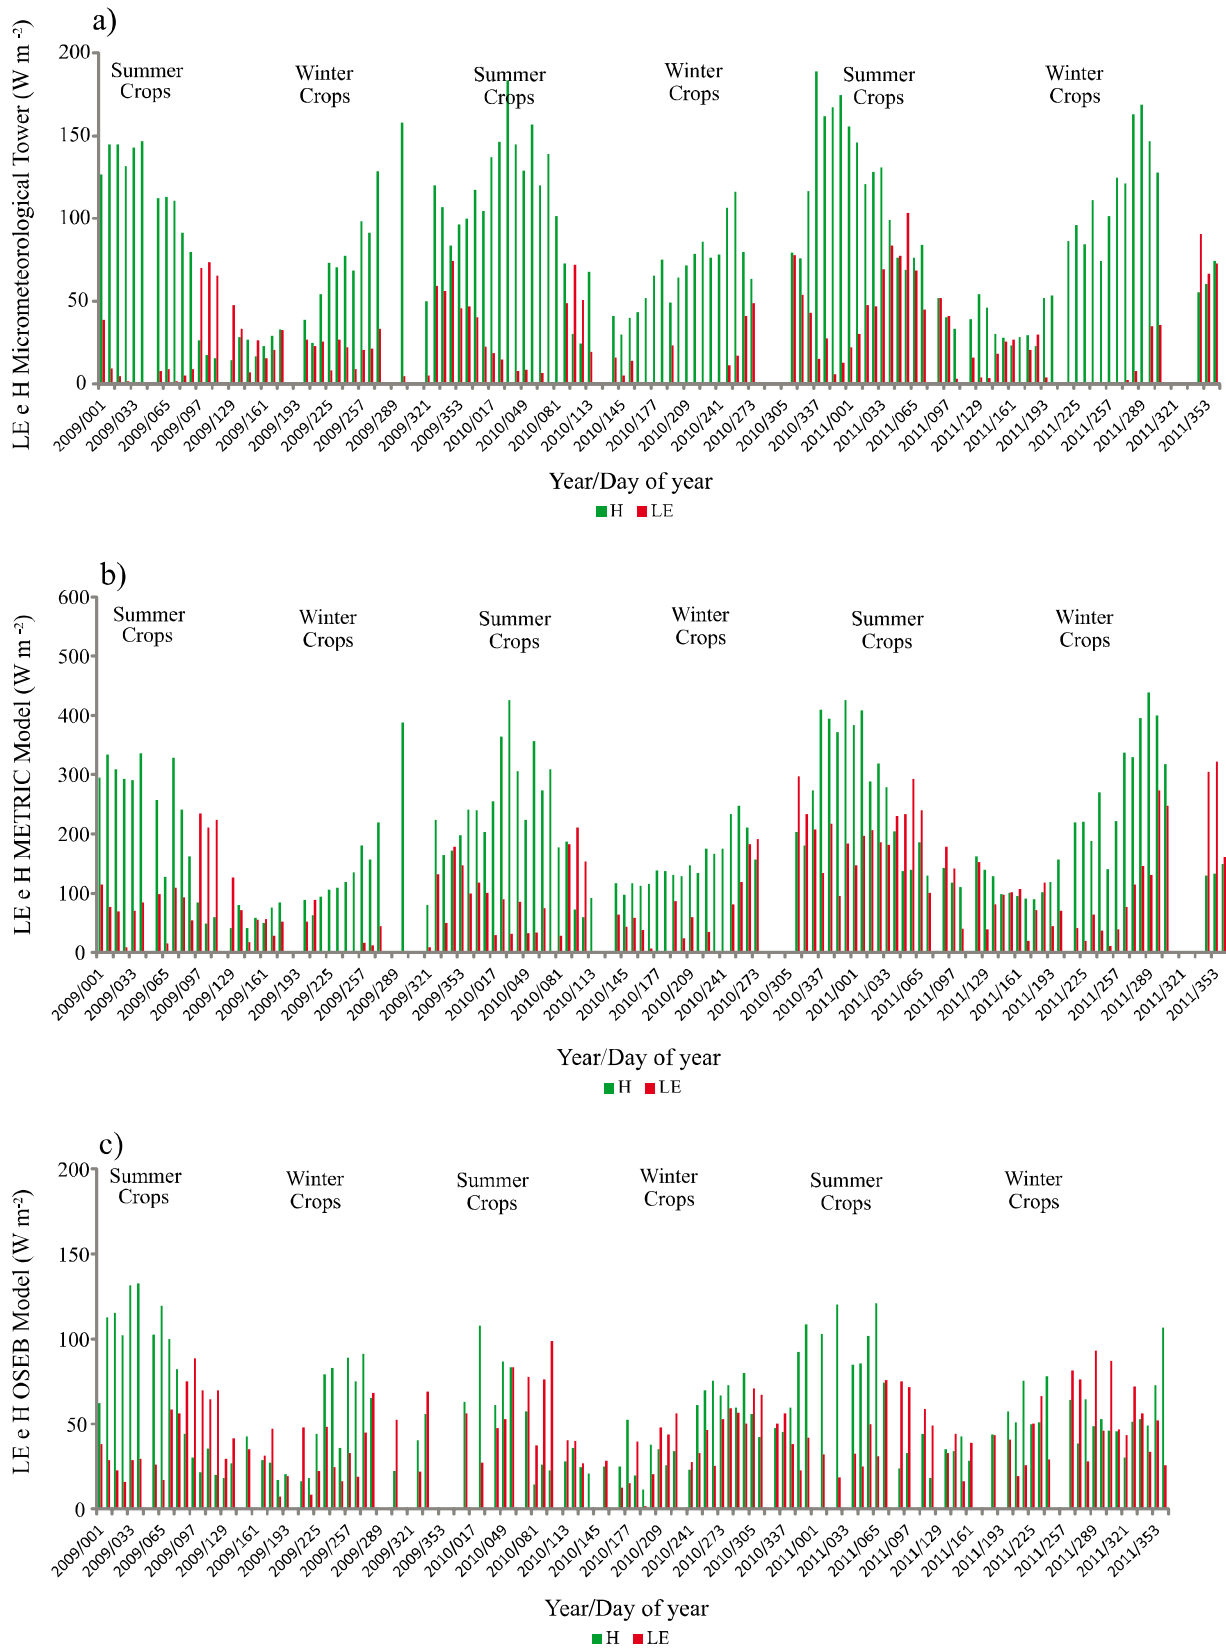 a)
LE e H Micrometeorological Tower (W m-2)
200
150
100
50
0
Summer Crops
Winter Crops
Summer Crops
Winter Crops
Summer Crops
Winter Crops
2009/001 2009/033 2009/065 2009/097 2009/129 2009/161 2009/193 2009/225 2009/257 2009/289 2009/321 2009/353 2010/017 2010/049 2010/081 2010/113 2010/145 2010/177 2010/209 2010/241 2010/273 2010/305 2010/337 2011/001 2011/033 2011/065 2011/097 2011/129 2011/161 2011/193 2011/225 2011/257 2011/289 2011/321 2011/353
Year/Day of year
H LE
b)
LE e H METRIC Model (W m-2)
600
500
400
300
200
100
0
Summer Crops
Winter Crops
Summer Crops
Winter Crops
Summer Crops
Winter Crops
2009/001 2009/033 2009/065 2009/097 2009/129 2009/161 2009/193 2009/225 2009/257 2009/289 2009/321 2009/353 2010/017 2010/049 2010/081 2010/113 2010/145 2010/177 2010/209 2010/241 2010/273 2010/305 2010/337 2011/001 2011/033 2011/065 2011/097 2011/129 2011/161 2011/193 2011/225 2011/257 2011/289 2011/321 2011/353
Year/Day of year
H LE
c)
LE e H OSEB Model (W m-2)
200
150
100
50
0
Summer Crops
Winter Crops
Summer Crops
Winter Crops
Summer Crops
Winter Crops
2009/001 2009/033 2009/065 2009/097 2009/129 2009/161 2009/193 2009/225 2009/257 2009/289 2009/321 2009/353 2010/017 2010/049 2010/081 2010/113 2010/145 2010/177 2010/209 2010/241 2010/273 2010/305 2010/337 2011/001 2011/033 2011/065 2011/097 2011/129 2011/161 2011/193 2011/225 2011/257 2011/289 2011/321 2011/353
Year/Day of year
H LE